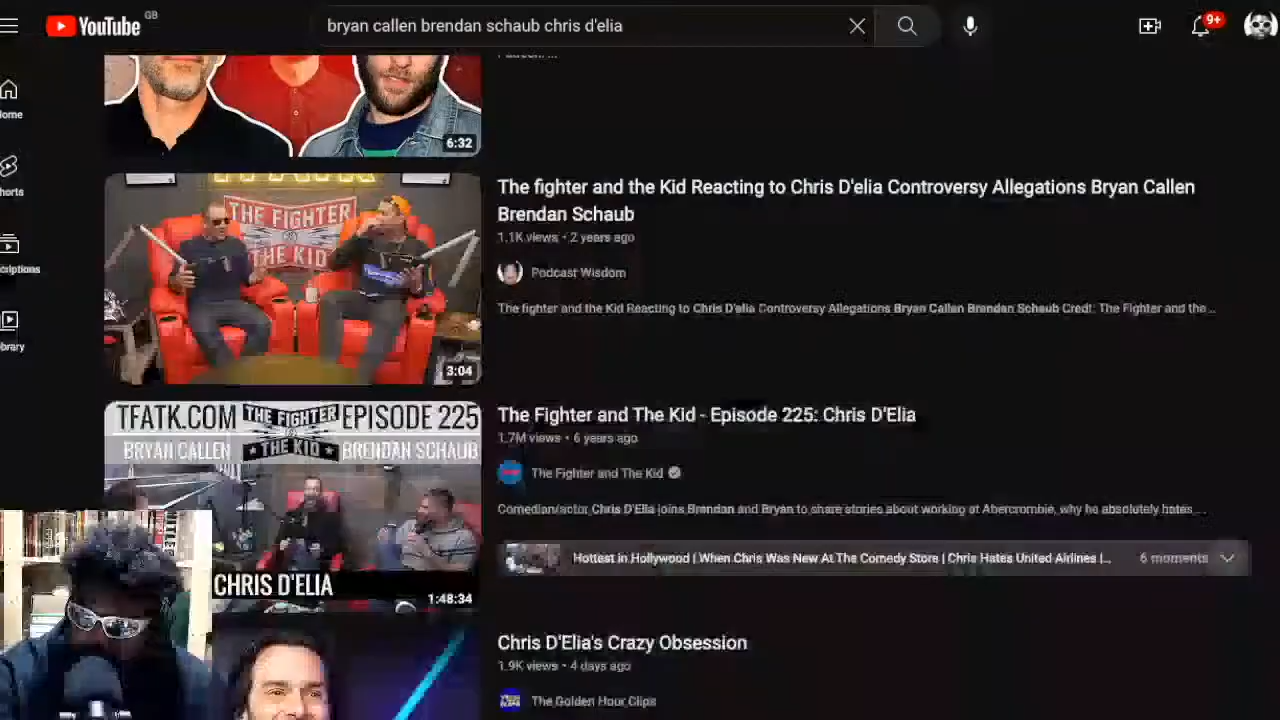 YouTube
GB
bryan callen brendan schaub chris d'elia
9+
ome
horts
criptions
brary
6:32
THE FIGHTER
THE KID
3:04
The fighter and the Kid Reacting to Chris D'elia Controversy Allegations Bryan Callen
Brendan Schaub
1.1K views • 2 years ago
Podcast Wisdom
The fighter and the Kid Reacting to Chris D'elia Controversy Allegations Bryan Callen Brendan Schaub Credit: The Fighter and the ...
TFATK.COM THE FIGHTER EPISODE 225
BRYAN CALLEN THE KID BRENDAN SCHAUB
CHRIS D'ELIA
1:48:34
The Fighter and The Kid - Episode 225: Chris D'Elia
1.7M views • 6 years ago
The Fighter and The Kid
Comedian/actor Chris D'Elia joins Brendan and Bryan to share stories about working at Abercrombie, why he absolutely hates ...
Hottest in Hollywood | When Chris Was New At The Comedy Store | Chris Hates United Airlines |...
6 moments
Chris D'Elia's Crazy Obsession
1.9K views • 4 days ago
The Golden Hour Clips